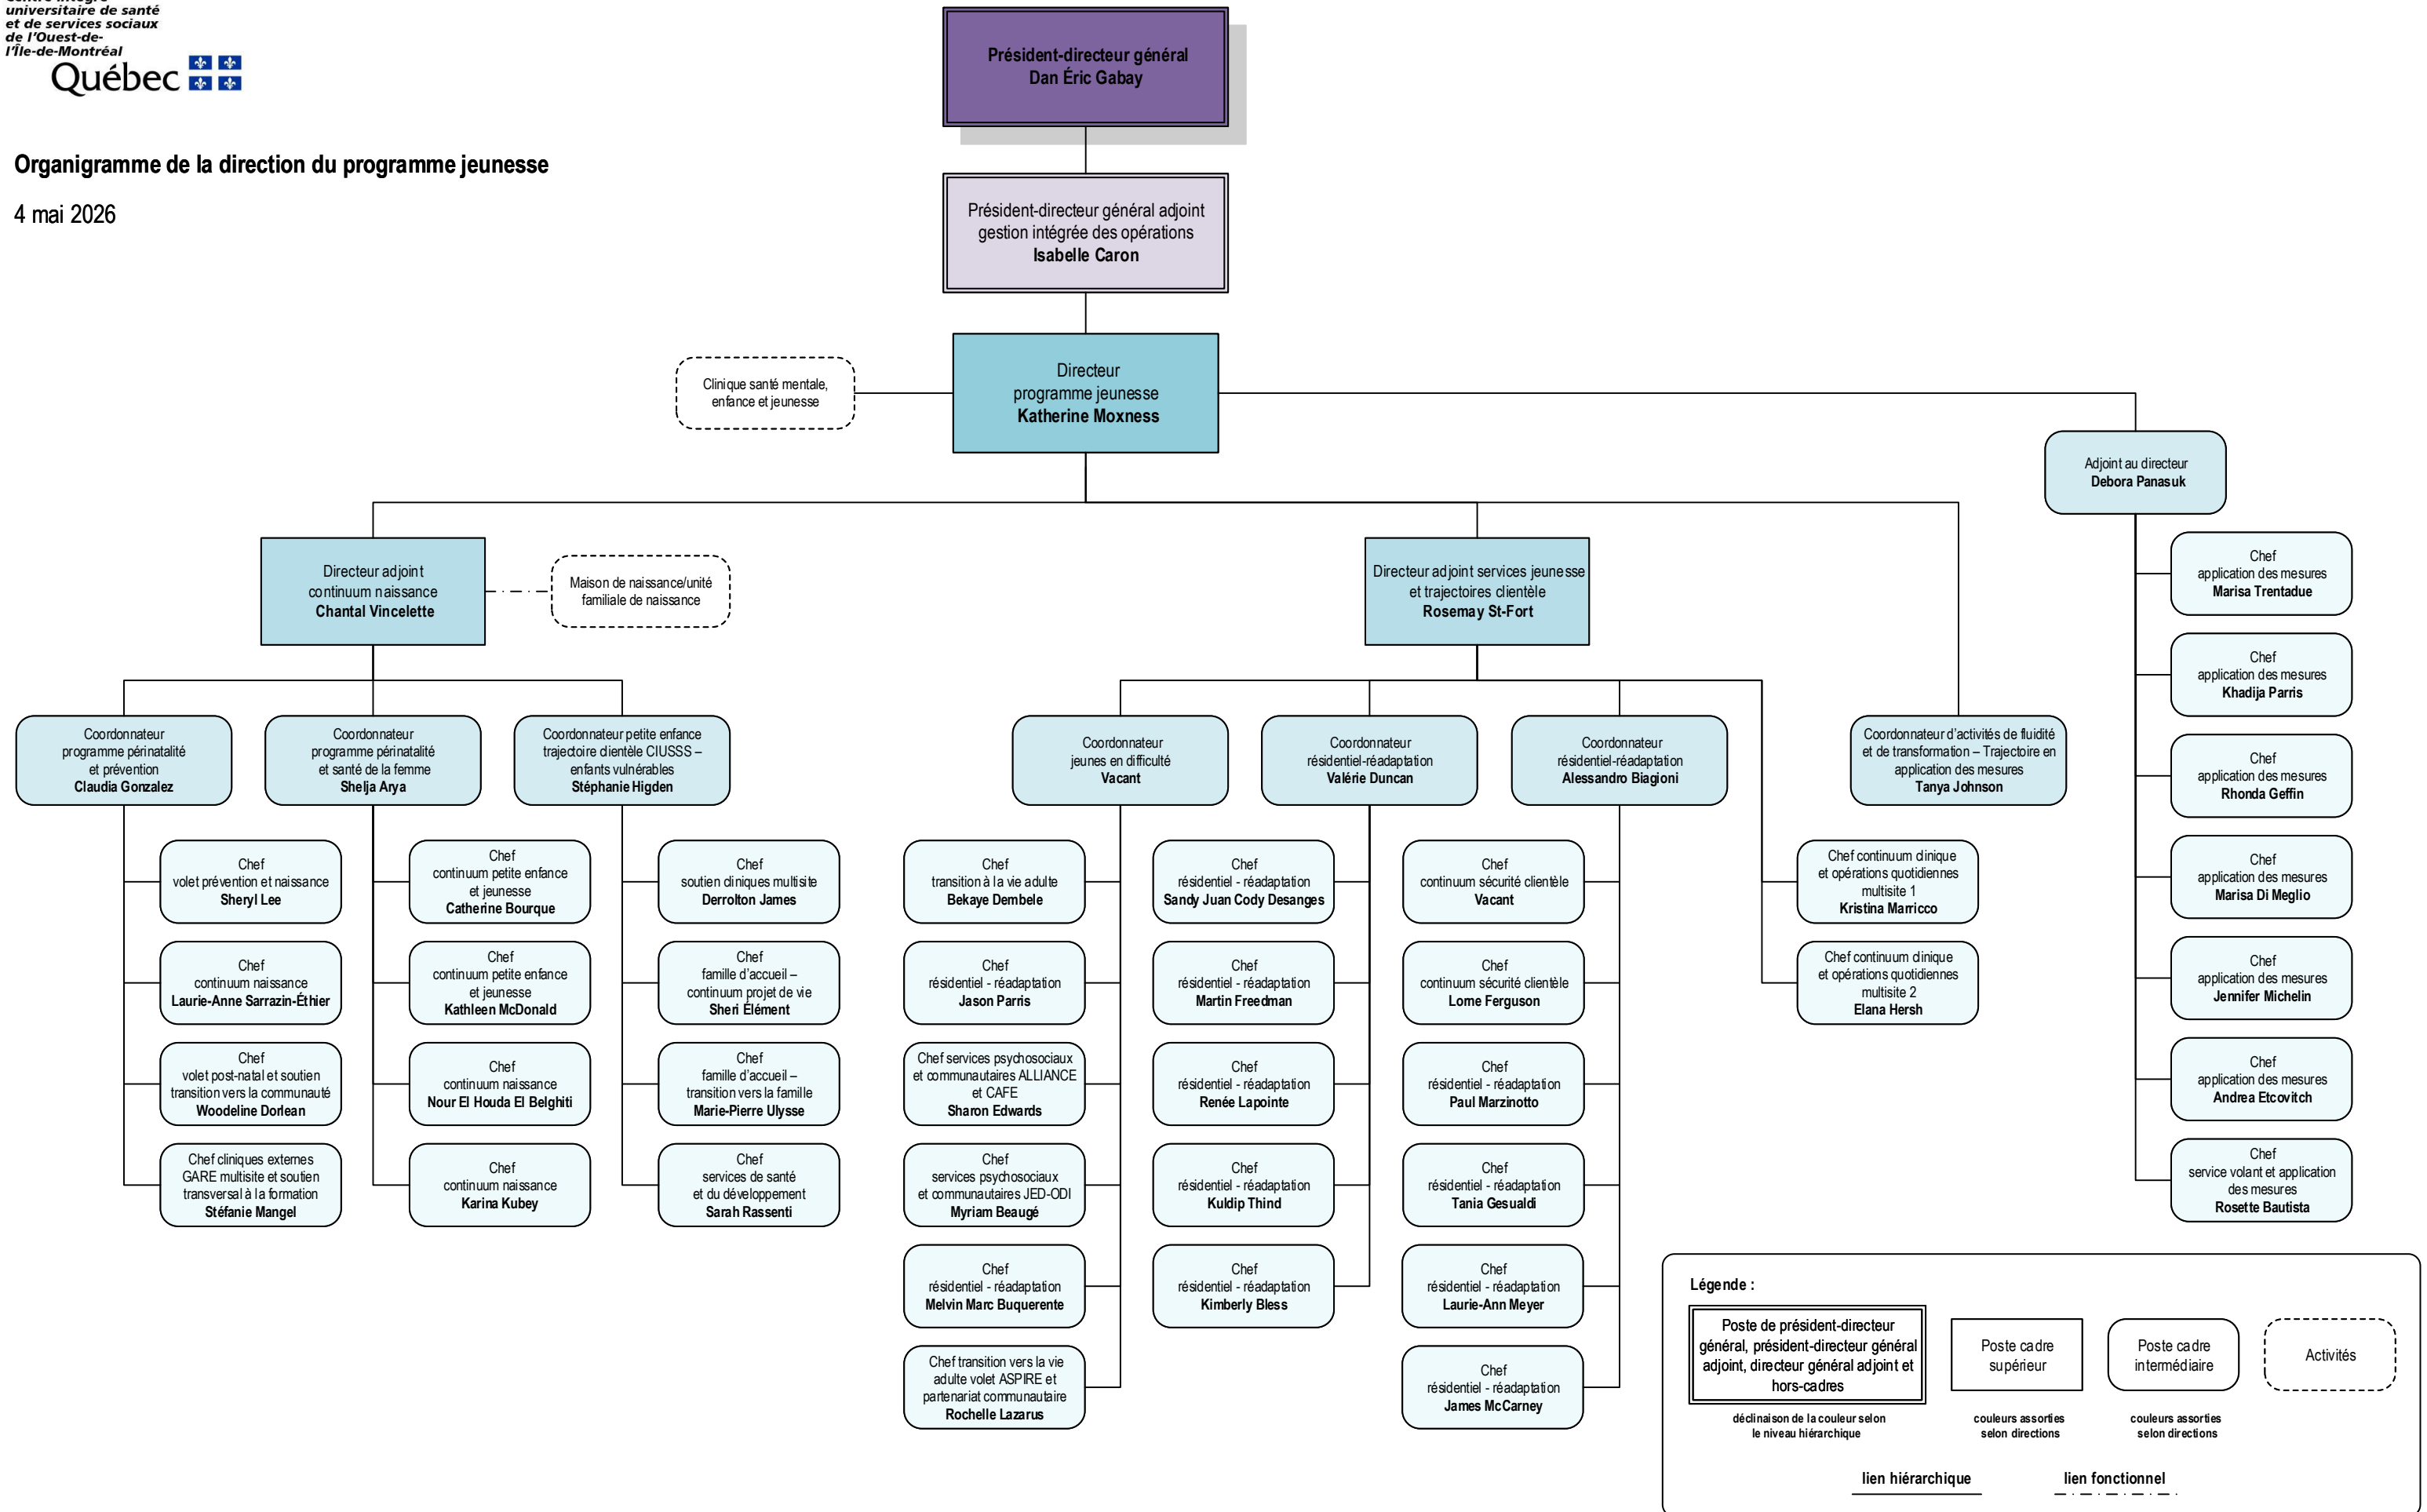 Centre intégré
universitaire de santé
et de services sociaux
de l'Ouest-de-
l'Île-de-Montréal
Québec
Organigramme de la direction du programme jeunesse
4 mai 2026
Président-directeur général
Dan Éric Gabay
Président-directeur général adjoint
gestion intégrée des opérations
Isabelle Caron
Clinique santé mentale,
enfance et jeunesse
Directeur
programme jeunesse
Katherine Moxness
Adjoint au directeur
Debora Panasuk
Directeur adjoint
continuum naissance
Chantal Vincelette
Maison de naissance/unité
familiale de naissance
Directeur adjoint services jeunesse
et trajectoires clientèle
Rosemay St-Fort
Coordonnateur
programme périnatalité
et prévention
Claudia Gonzalez
Chef
volet prévention et naissance
Sheryl Lee
Chef
continuum naissance
Laurie-Anne Sarrazin-Éthier
Chef
volet post-natal et soutien
transition vers la communauté
Woodeline Dorlean
Chef cliniques externes
GARE multisite et soutien
transversal à la formation
Stéfanie Mangel
Coordonnateur
programme périnatalité
et santé de la femme
Shelja Arya
Chef
continuum petite enfance
et jeunesse
Catherine Bourque
Chef
continuum petite enfance
et jeunesse
Kathleen McDonald
Chef
continuum naissance
Nour El Houda El Belghiti
Chef
continuum naissance
Karina Kubey
Coordonnateur petite enfance
trajectoire clientèle CIUSSS –
enfants vulnérables
Stéphanie Higden
Chef
soutien cliniques multisite
Derrolton James
Chef
famille d'accueil –
continuum projet de vie
Sheri Élément
Chef
famille d'accueil –
transition vers la famille
Marie-Pierre Ulysse
Chef
services de santé
et du développement
Sarah Rassenti
Coordonnateur
jeunes en difficulté
Vacant
Chef
transition à la vie adulte
Bekaye Dembele
Chef
résidentiel - réadaptation
Jason Parris
Chef services psychosociaux
et communautaires ALLIANCE
et CAFE
Sharon Edwards
Chef
services psychosociaux
et communautaires JED-ODI
Myriam Beaugé
Chef
résidentiel - réadaptation
Melvin Marc Buquerente
Chef transition vers la vie
adulte volet ASPIRE et
partenariat communautaire
Rochelle Lazarus
Coordonnateur
résidentiel-réadaptation
Valérie Duncan
Chef
résidentiel - réadaptation
Sandy Juan Cody Desanges
Chef
résidentiel - réadaptation
Martin Freedman
Chef
résidentiel - réadaptation
Renée Lapointe
Chef
résidentiel - réadaptation
Kuldip Thind
Chef
résidentiel - réadaptation
Kimberly Bless
Coordonnateur
résidentiel-réadaptation
Alessandro Biagioni
Chef
continuum sécurité clientèle
Vacant
Chef
continuum sécurité clientèle
Lorne Ferguson
Chef
résidentiel - réadaptation
Paul Marzinotto
Chef
résidentiel - réadaptation
Tania Gesualdi
Chef
résidentiel - réadaptation
Laurie-Ann Meyer
Chef
résidentiel - réadaptation
James McCarney
Chef continuum clinique
et opérations quotidiennes
multisite 1
Kristina Marricco
Chef continuum clinique
et opérations quotidiennes
multisite 2
Elana Hersh
Coordonnateur d'activités de fluidité
et de transformation – Trajectoire en
application des mesures
Tanya Johnson
Chef
application des mesures
Marisa Trentadue
Chef
application des mesures
Khadija Parris
Chef
application des mesures
Rhonda Geffin
Chef
application des mesures
Marisa Di Meglio
Chef
application des mesures
Jennifer Michelin
Chef
application des mesures
Andrea Etcovitch
Chef
service volant et application
des mesures
Rosette Bautista
Légende :
Poste de président-directeur
général, président-directeur général
adjoint, directeur général adjoint et
hors-cadres
déclinaison de la couleur selon
le niveau hiérarchique
Poste cadre
supérieur
couleurs assorties
selon directions
Poste cadre
intermédiaire
couleurs assorties
selon directions
Activités
lien hiérarchique
lien fonctionnel